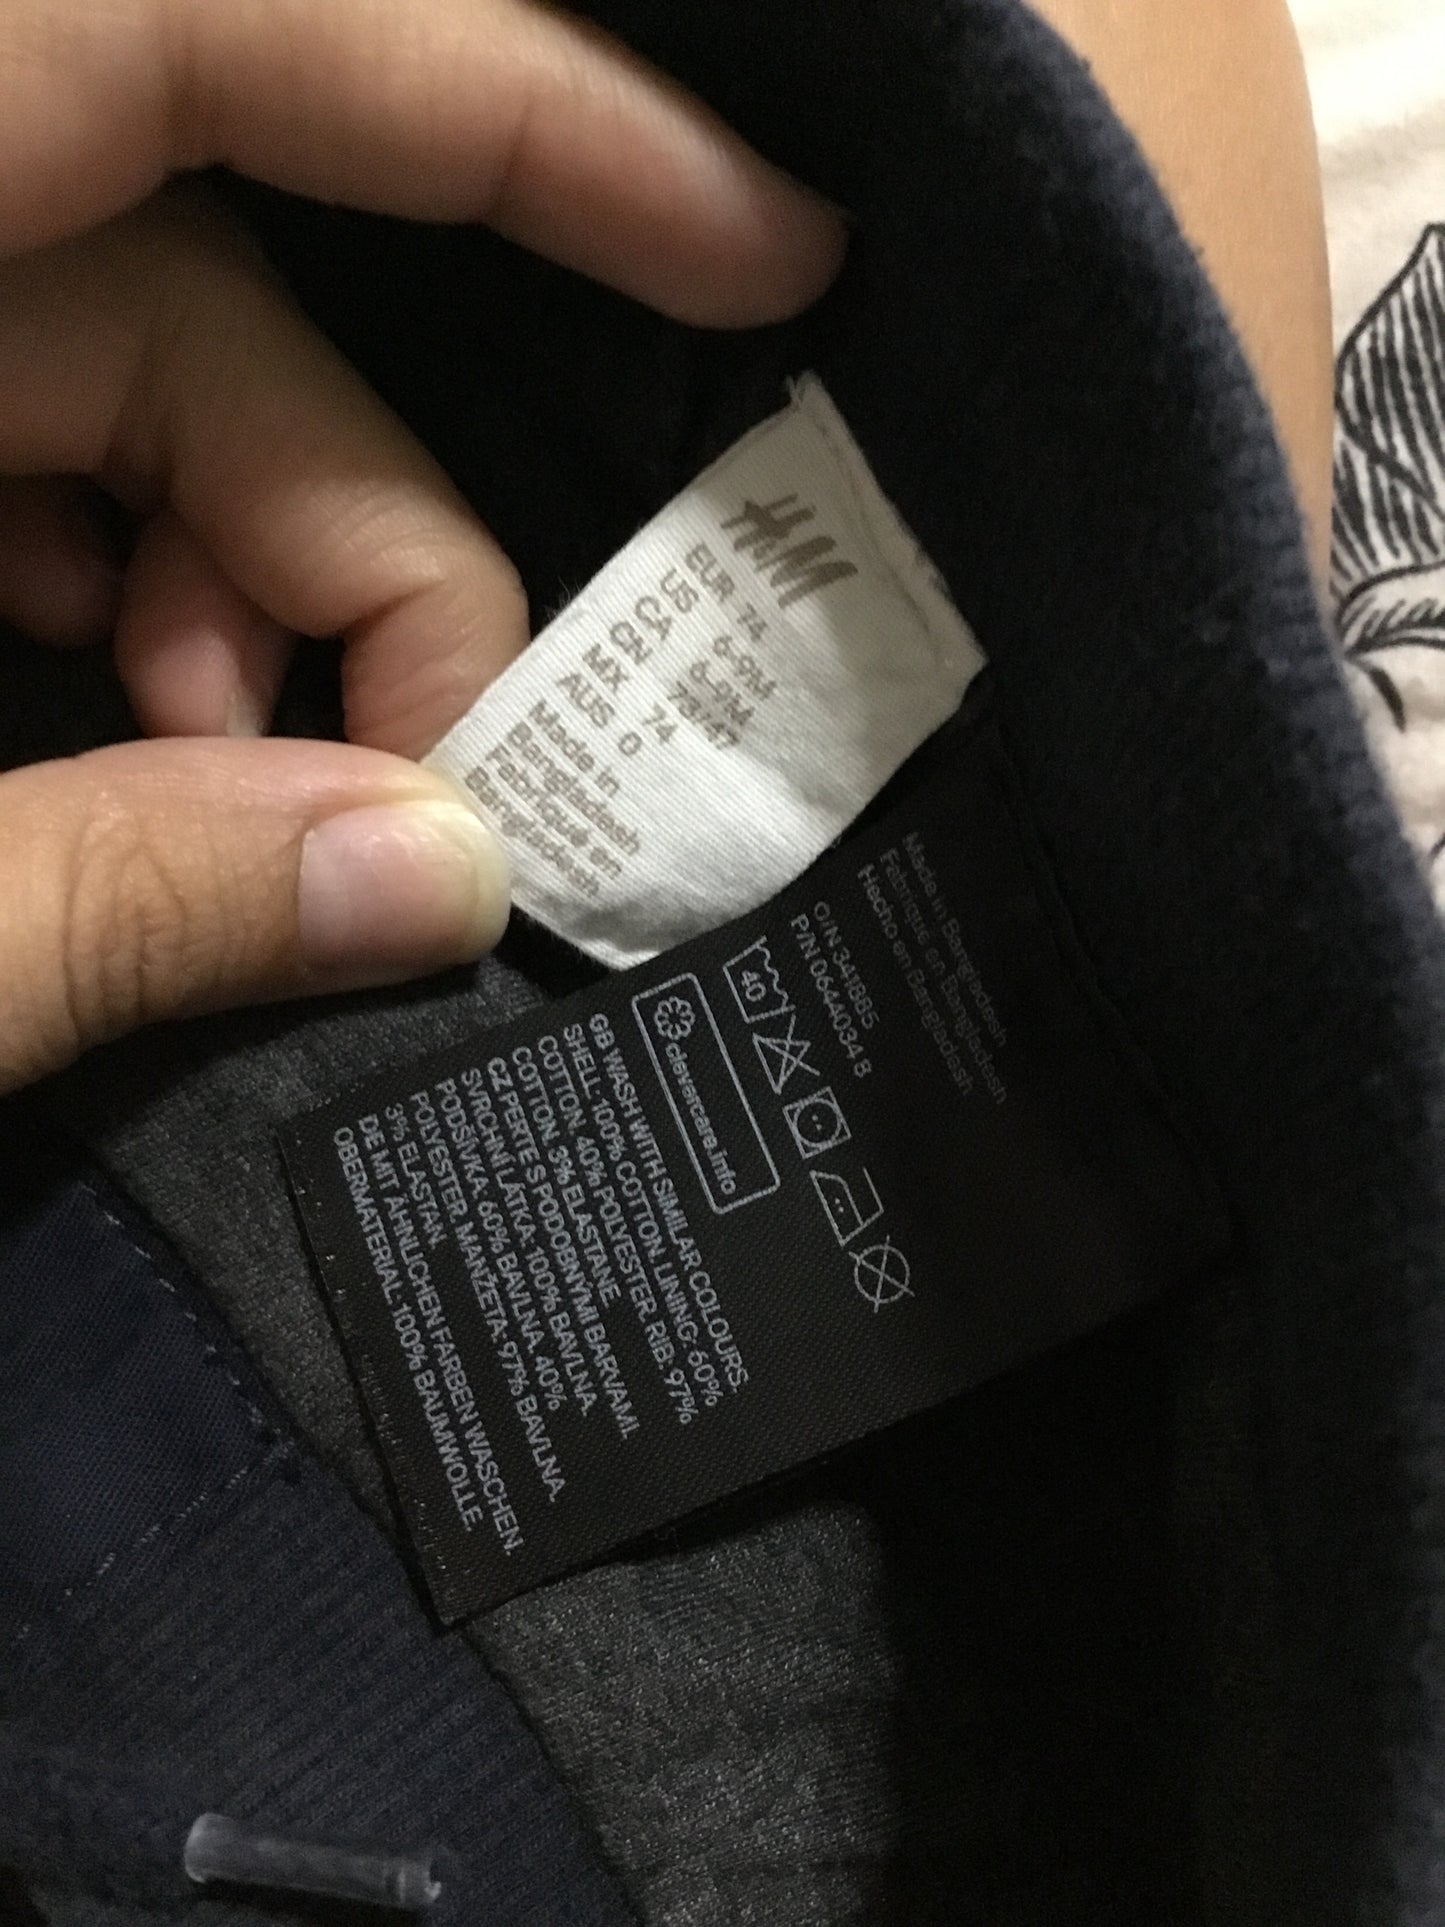 H&M
EUR 74
US 6-9M
CA 6-9M
CN 73/47
MX 74
AUS 0
Made in
Bangladesh
Fabriqué en
Bangladesh
Made in Bangladesh
Fabriqué en Bangladesh
Hecho en Bangladesh
O/N 341885
P/N 0644034 B
40
clevercare.info
GB WASH WITH SIMILAR COLOURS.
SHELL: 100% COTTON. LINING: 60%
COTTON. 40% POLYESTER. RIB: 97%
COTTON. 3% ELASTANE.
CZ PERTE S PODOBNÝMI BARVAMI.
SVRCHNÍ LÁTKA: 100% BAVLNA.
PODŠÍVKA: 60% BAVLNA. 40%
POLYESTER. MANŽETA: 97% BAVLNA.
3% ELASTAN.
DE MIT ÄHNLICHEN FARBEN WASCHEN.
OBERMATERIAL: 100% BAUMWOLLE.